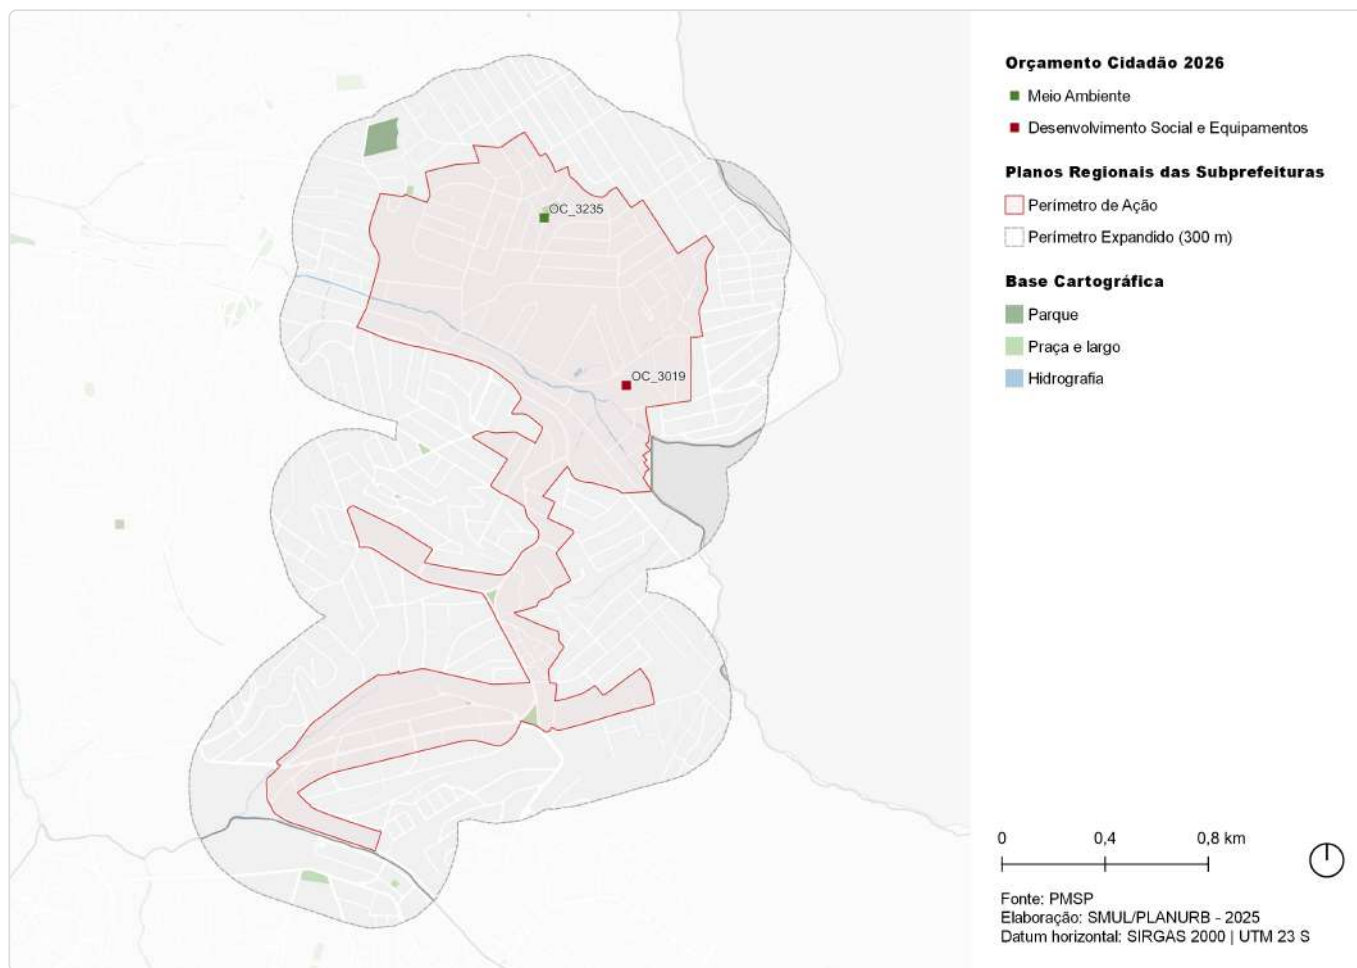 OC_3235
OC_3019
Orçamento Cidadão 2026
Meio Ambiente
Desenvolvimento Social e Equipamentos
Planos Regionais das Subprefeituras
Perímetro de Ação
Perímetro Expandido (300 m)
Base Cartográfica
Parque
Praça e largo
Hidrografia
0 0,4 0,8 km
Fonte: PMSP
Elaboração: SMUL/PLANURB - 2025
Datum horizontal: SIRGAS 2000 | UTM 23 S